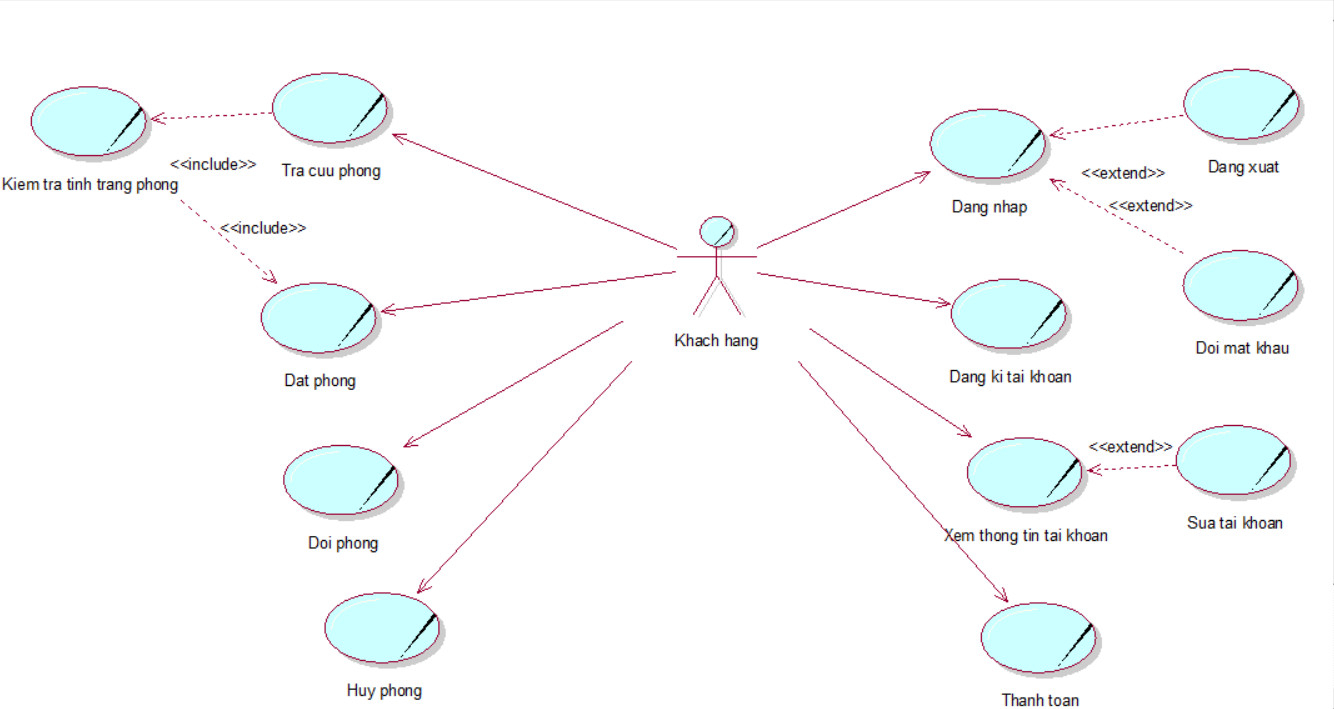 Kiem tra tinh trang phong
<<include>>
Tra cuu phong
<<include>>
Dat phong
Doi phong
Huy phong
Khach hang
Dang nhap
<<extend>>
<<extend>>
Dang xuat
Doi mat khau
Dang ki tai khoan
Xem thong tin tai khoan
<<extend>>
Sua tai khoan
Thanh toan